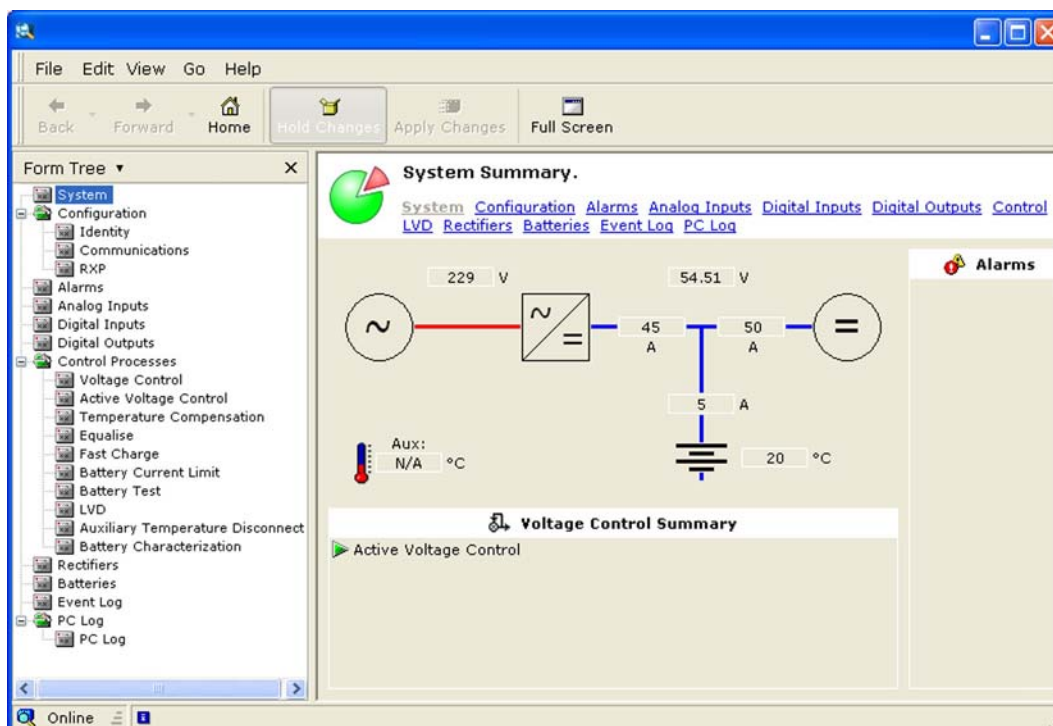 File Edit View Go Help
Back Forward Home Hold Changes Apply Changes Full Screen
Form Tree
System
Configuration
Identity
Communications
RXP
Alarms
Analog Inputs
Digital Inputs
Digital Outputs
Control Processes
Voltage Control
Active Voltage Control
Temperature Compensation
Equalise
Fast Charge
Battery Current Limit
Battery Test
LVD
Auxiliary Temperature Disconnect
Battery Characterization
Rectifiers
Batteries
Event Log
PC Log
PC Log
System Summary.
System Configuration Alarms Analog Inputs Digital Inputs Digital Outputs Control
LVD Rectifiers Batteries Event Log PC Log
229 V 54.51 V
45 50
A A
5 A
Aux:
N/A °C
20 °C
Alarms
Voltage Control Summary
Active Voltage Control
Online